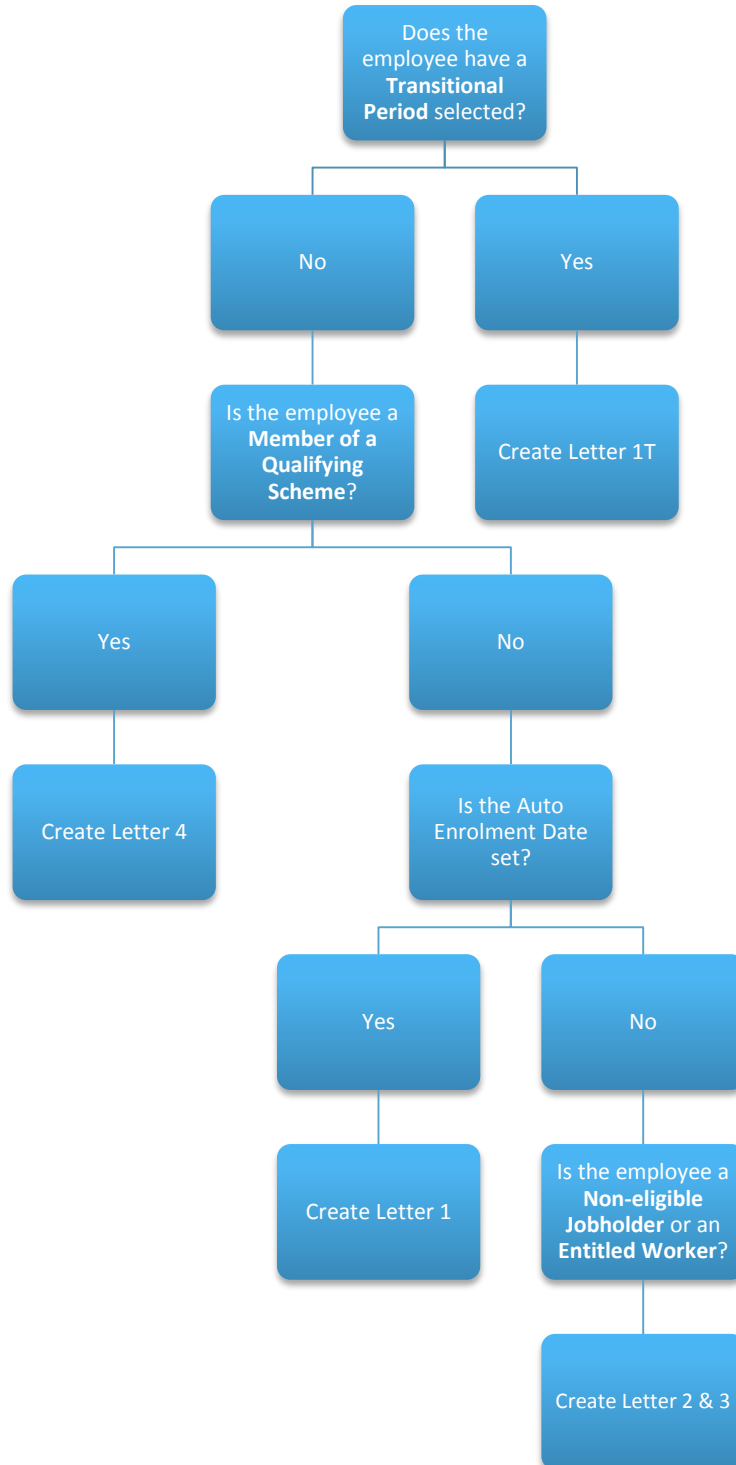 Does the
employee have a
Transitional
Period selected?
No
Yes
Is the employee a
Member of a
Qualifying
Scheme?
Create Letter 1T
Yes
No
Create Letter 4
Is the Auto
Enrolment Date
set?
Yes
No
Create Letter 1
Is the employee a
Non-eligible
Jobholder or an
Entitled Worker?
Create Letter 2 & 3